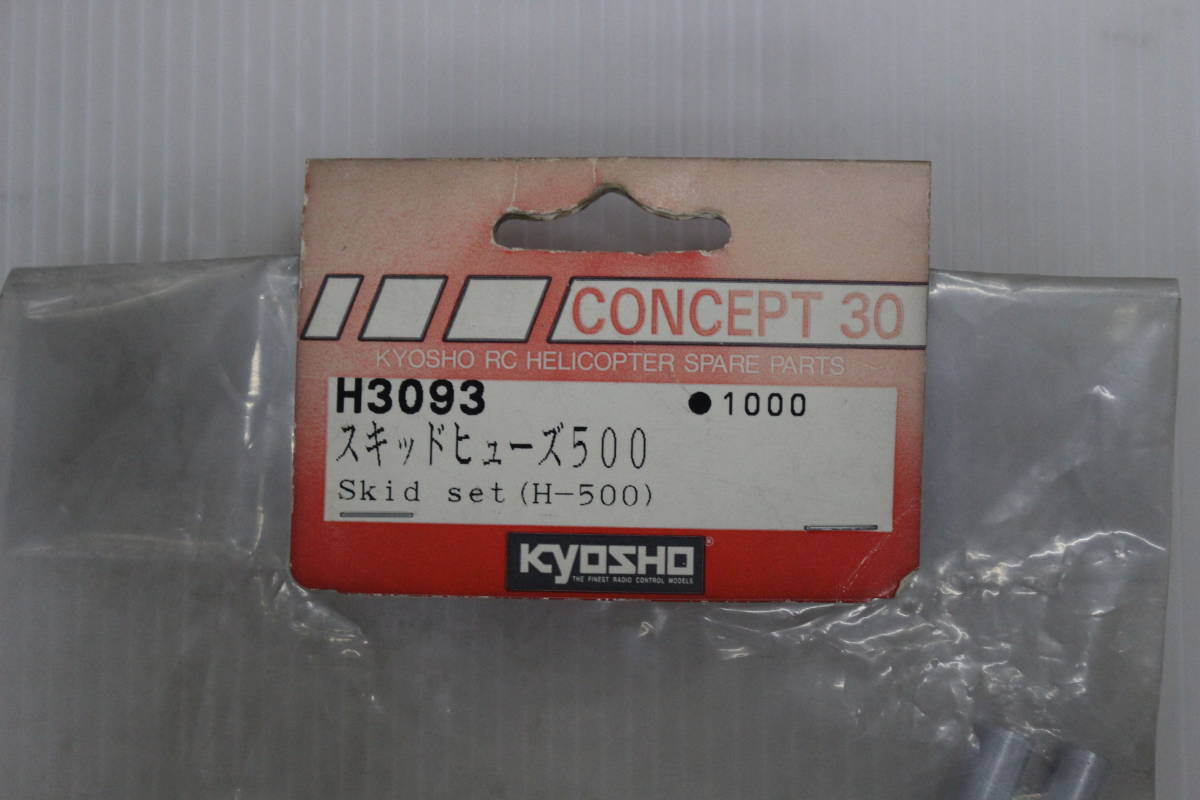 CONCEPT 30
KYOSHO RC HELICOPTER SPARE PARTS
H3093 ●1000
スキッドヒューズ500
Skid set (H-500)
KYOSHO®
THE FINEST RADIO CONTROL MODELS